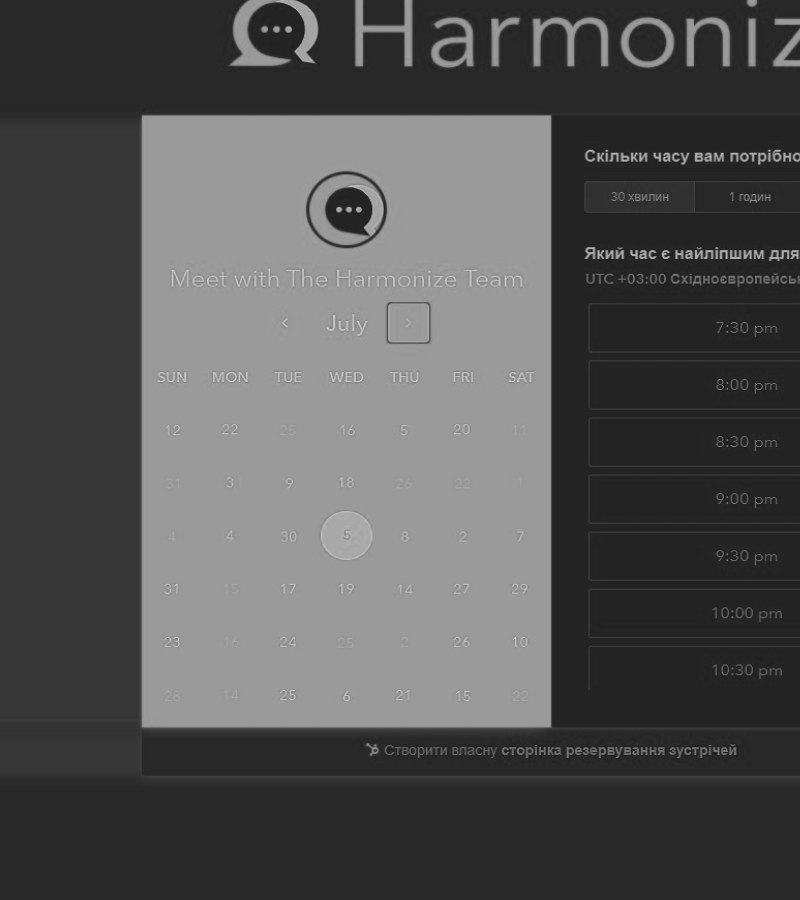 Harmoniz
Meet with The Harmonize Team
July
SUN MON TUE WED THU FRI SAT
12 22 25 16 5 20 11
31 3 9 18 26 22 1
4 4 30 5 8 2 7
31 15 17 19 14 27 29
23 16 24 25 2 26 10
28 14 25 6 21 15 22
Скільки часу вам потрібно
30 хвилин 1 годин
Який час є найліпшим для
UTC +03:00 Східноєвропейськ
7:30 pm
8:00 pm
8:30 pm
9:00 pm
9:30 pm
10:00 pm
10:30 pm
Створити власну сторінка резервування зустрічей